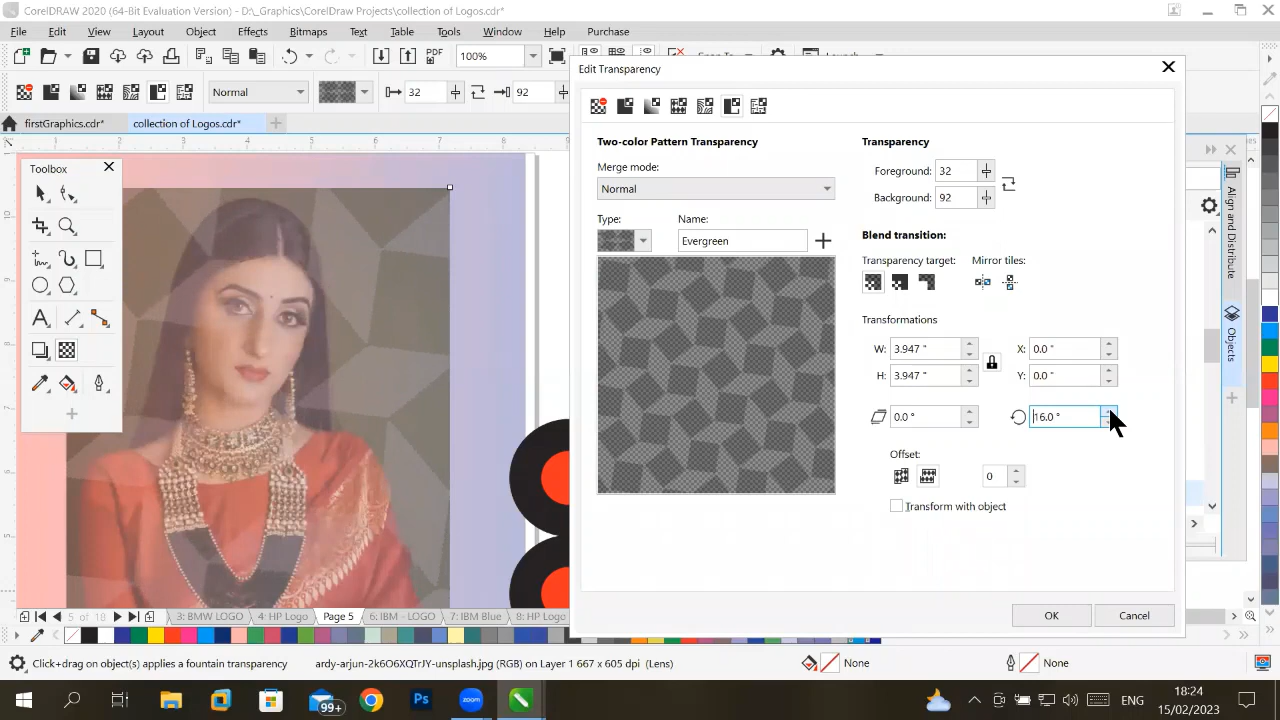 CorelDRAW 2020 (64-Bit Evaluation Version) - D:\_Graphics\CorelDraw Projects\collection of Logos.cdr*
File Edit View Layout Object Effects Bitmaps Text Table Tools Window Help Purchase
PDF 100%
Normal 32 92
firstGraphics.cdr* collection of Logos.cdr*
Toolbox
Edit Transparency
Two-color Pattern Transparency
Merge mode:
Normal
Type: Name:
Evergreen
Transparency
Foreground: 32
Background: 92
Blend transition:
Transparency target: Mirror tiles:
Transformations
W: 3.947 " X: 0.0 "
H: 3.947 " Y: 0.0 "
0.0 ° 16.0 °
Offset:
0
Transform with object
OK Cancel
Align and Distribute
Objects
5 of 18 3: BMW LOGO 4: HP Logo Page 5 6: IBM - LOGO 7: IBM Blue 8: HP Logo
Click+drag on object(s) applies a fountain transparency ardy-arjun-2k6O6XQTrJY-unsplash.jpg (RGB) on Layer 1 667 x 605 dpi (Lens) None None
99+ Ps zoom ENG 18:24
15/02/2023